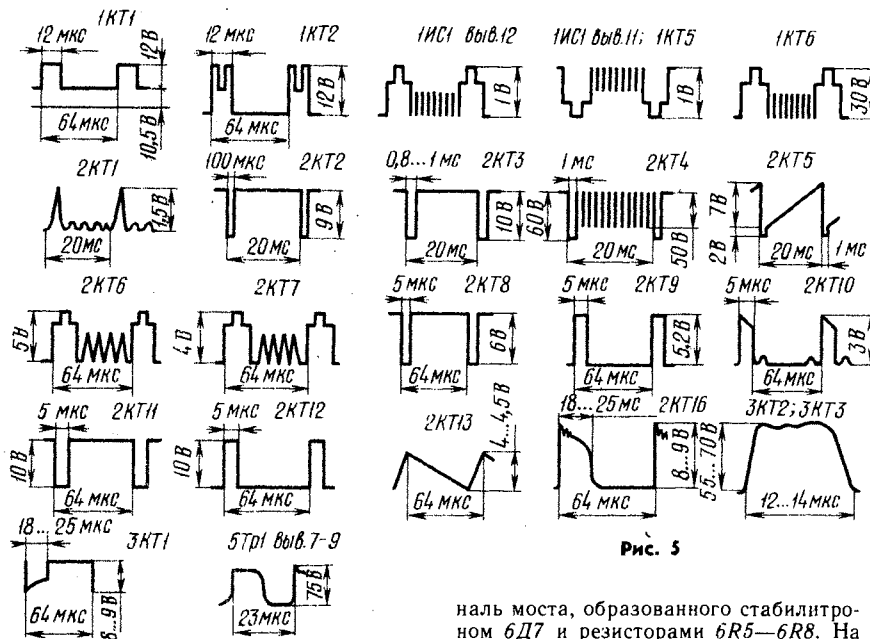 1КТ1
12 мкс
12 В
10,5 В
64 мкс
1КТ2
12 мкс
12 В
64 мкс
1ИС1 Выв.12
1 В
1ИС1 Выв.11; 1КТ5
1 В
1КТ6
30 В
2КТ1
1,5 В
20 мс
2КТ2
100 мкс
9 В
20 мс
2КТ3
0,8...1 мс
10 В
20 мс
2КТ4
1 мс
60 В
50 В
20 мс
2КТ5
7 В
2 В
20 мс
1 мс
2КТ6
5 В
64 мкс
2КТ7
4 В
64 мкс
2КТ8
5 мкс
6 В
64 мкс
2КТ9
5 мкс
5,2 В
64 мкс
2КТ10
5 мкс
3 В
64 мкс
2КТ11
5 мкс
10 В
64 мкс
2КТ12
5 мкс
10 В
64 мкс
2КТ13
4...4,5 В
64 мкс
2КТ16
18...25 мс
8...9 В
64 мкс
3КТ2; 3КТ3
55...70 В
12...14 мкс
3КТ1
18...25 мкс
8...9 В
64 мкс
5Тр1 Выв.7-9
75 В
23 мкс
Рис. 5
наль моста, образованного стабилитро-
ном 6Д7 и резисторами 6R5—6R8. На